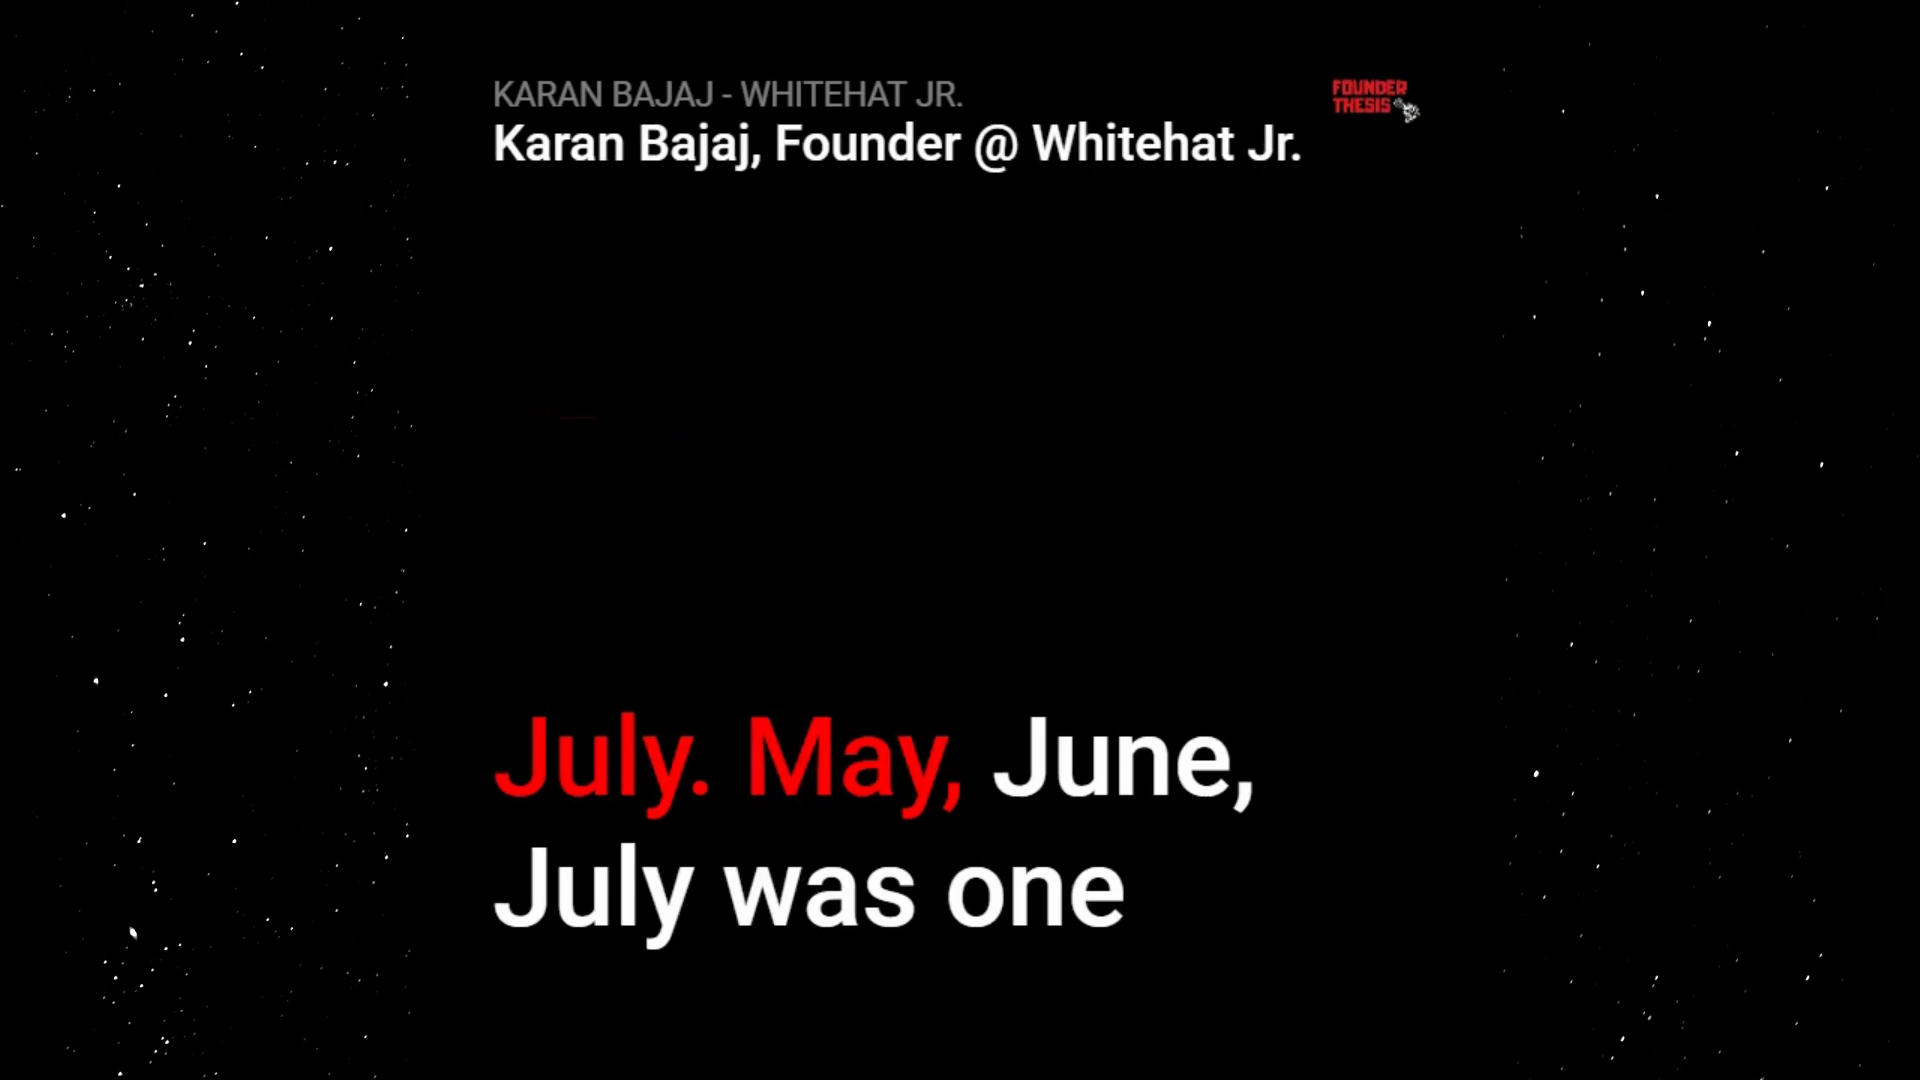 KARAN BAJAJ - WHITEHAT JR.
Karan Bajaj, Founder @ Whitehat Jr.
FOUNDER
THESIS
July. May, June,
July was one